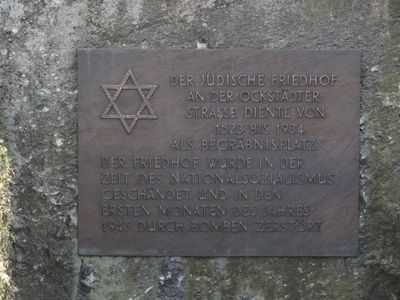 DER JÜDISCHE FRIEDHOF
AN DER OCKSTÄDTER
STRASSE DIENTE VON
1523 BIS 1934
ALS BEGRÄBNISPLATZ
DER FRIEDHOF WURDE IN DER
ZEIT DES NATIONALSOZIALISMUS
GESCHÄNDET UND IN DEN
ERSTEN MONATEN DES JAHRES
1945 DURCH BOMBEN ZERSTÖRT